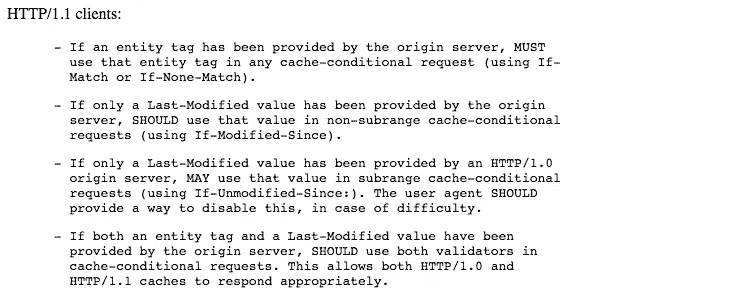 HTTP/1.1 clients:
- If an entity tag has been provided by the origin server, MUST
use that entity tag in any cache-conditional request (using If-
Match or If-None-Match).
- If only a Last-Modified value has been provided by the origin
server, SHOULD use that value in non-subrange cache-conditional
requests (using If-Modified-Since).
- If only a Last-Modified value has been provided by an HTTP/1.0
origin server, MAY use that value in subrange cache-conditional
requests (using If-Unmodified-Since:). The user agent SHOULD
provide a way to disable this, in case of difficulty.
- If both an entity tag and a Last-Modified value have been
provided by the origin server, SHOULD use both validators in
cache-conditional requests. This allows both HTTP/1.0 and
HTTP/1.1 caches to respond appropriately.